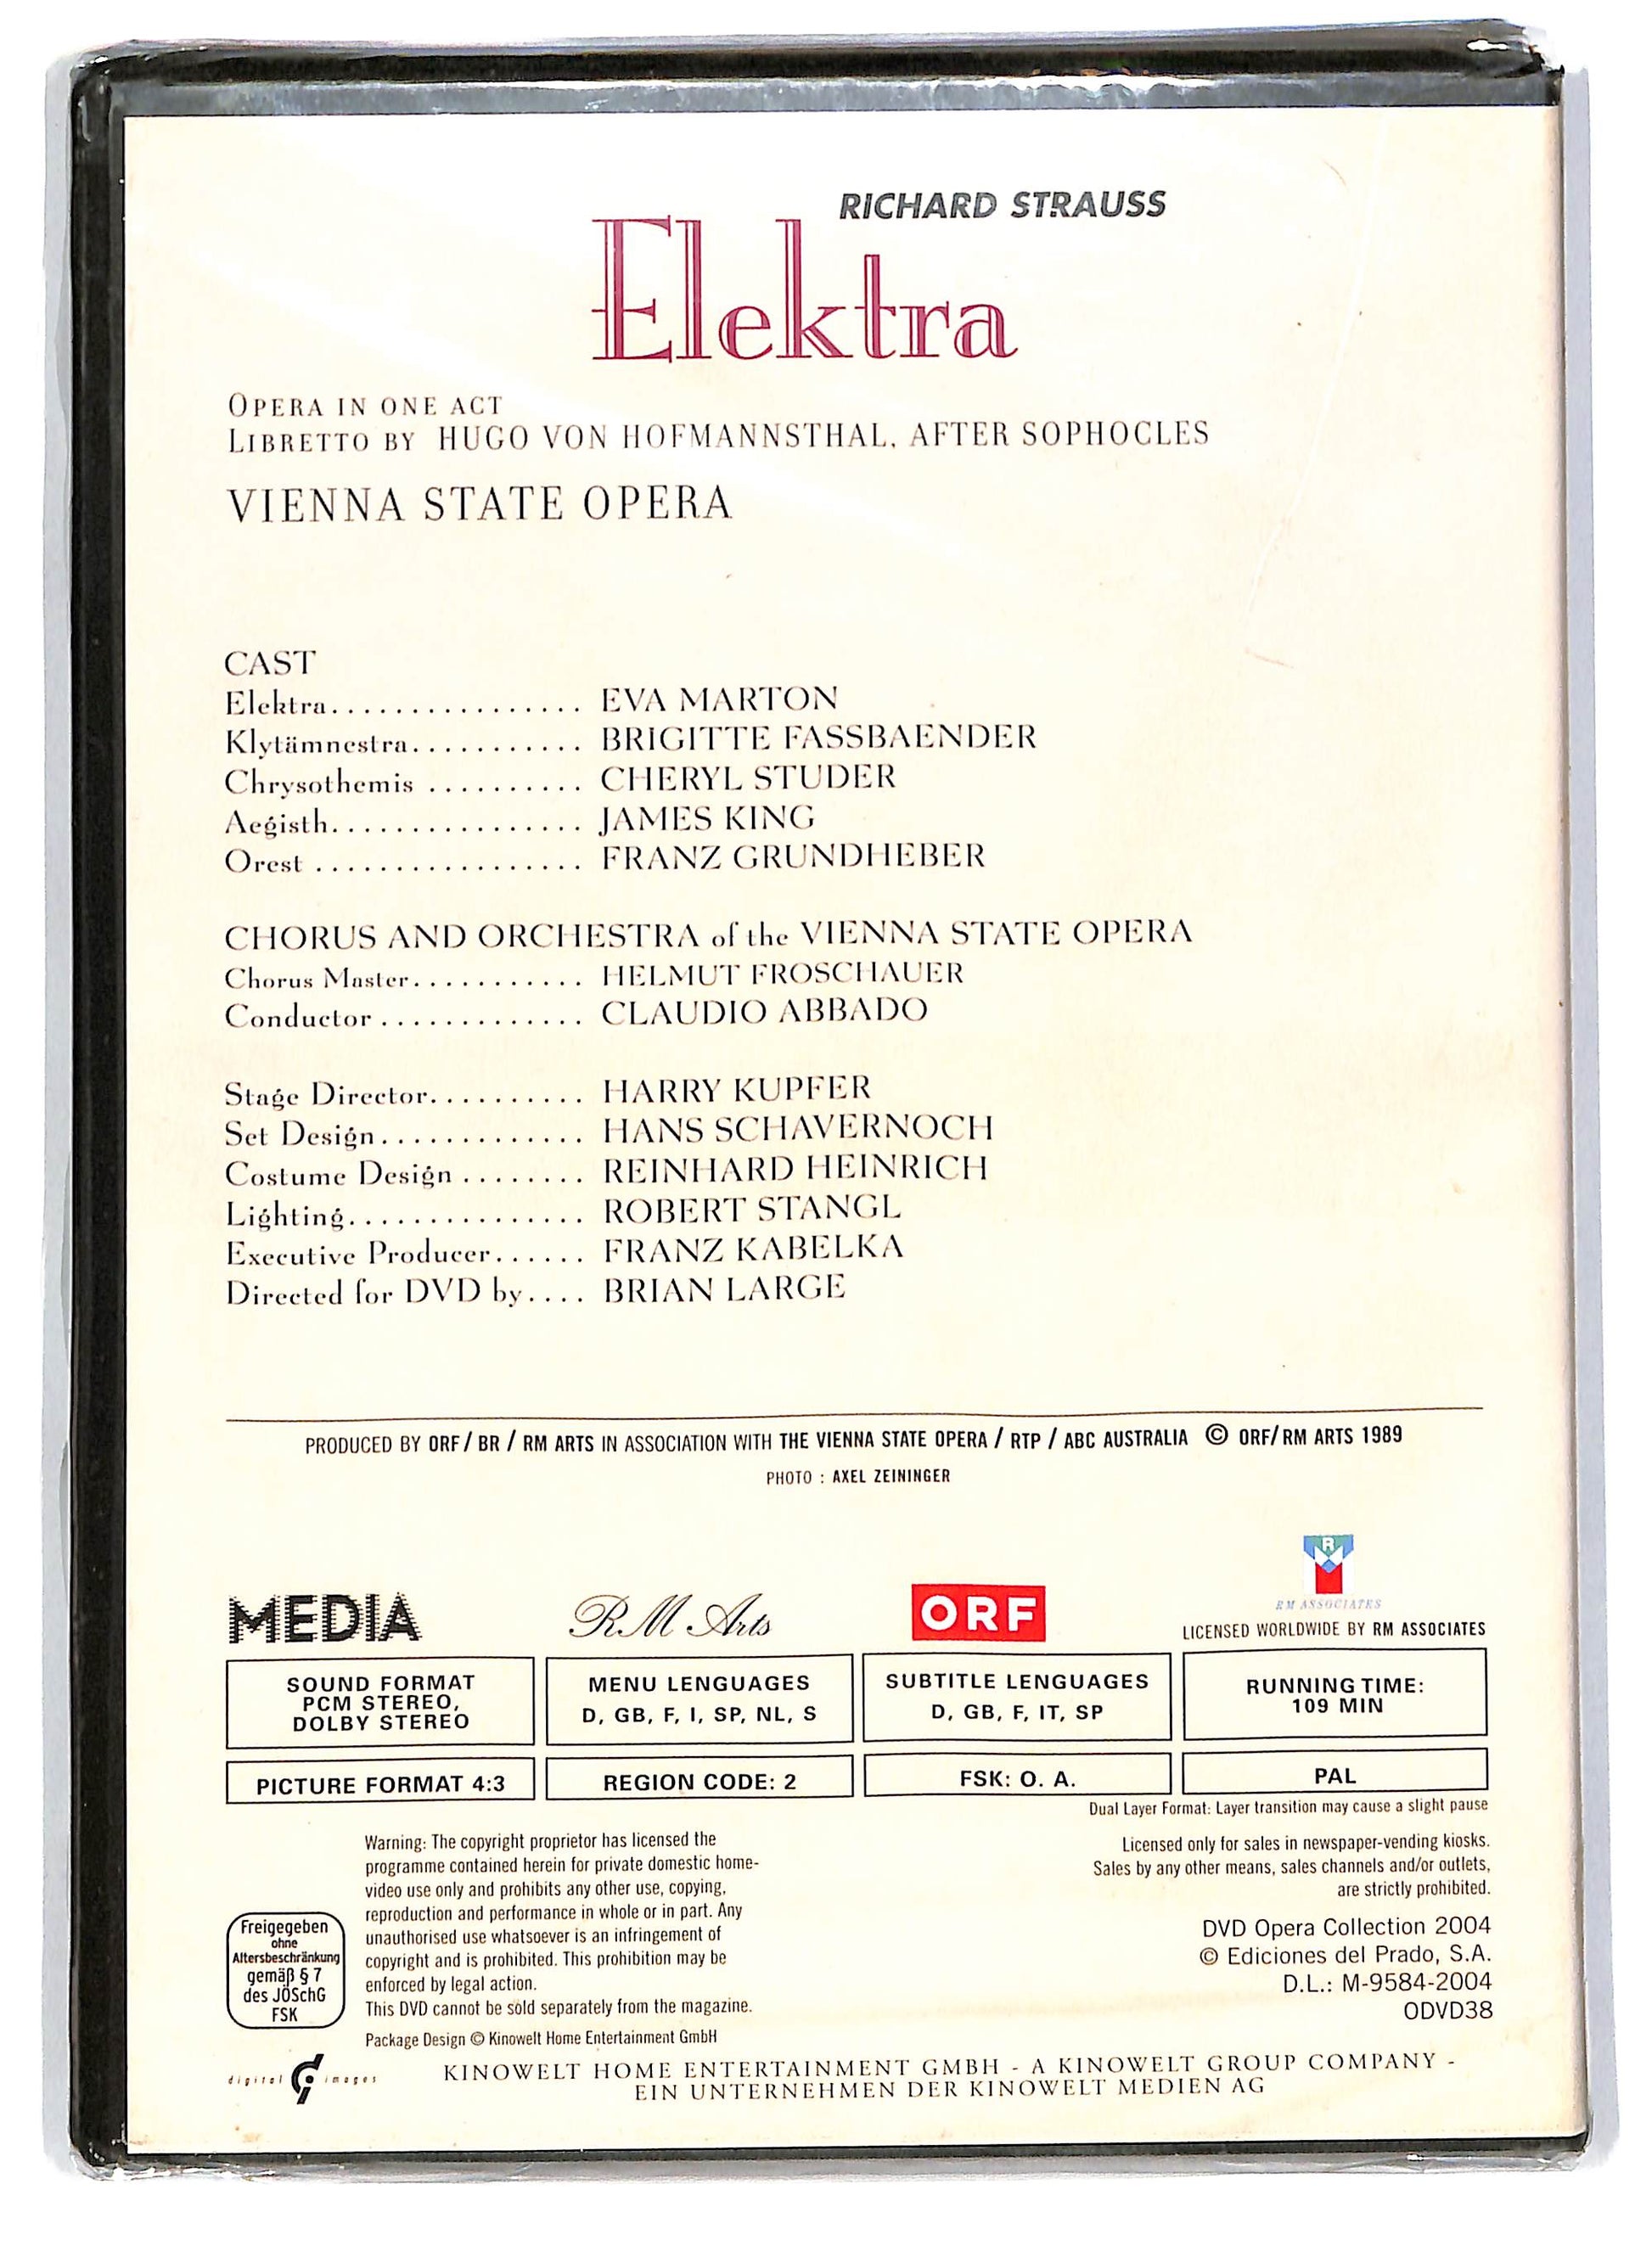 RICHARD STRAUSS
Elektra
OPERA IN ONE ACT
LIBRETTO BY HUGO VON HOFMANNSTHAL, AFTER SOPHOCLES
VIENNA STATE OPERA
CAST
Elektra................ EVA MARTON
Klytämnestra........... BRIGITTE FASSBAENDER
Chrysothemis .......... CHERYL STUDER
Aegisth................ JAMES KING
Orest ................. FRANZ GRUNDHEBER
CHORUS AND ORCHESTRA of the VIENNA STATE OPERA
Chorus Master........... HELMUT FROSCHAUER
Conductor ............. CLAUDIO ABBADO
Stage Director.......... HARRY KUPFER
Set Design............. HANS SCHAVERNOCH
Costume Design ........ REINHARD HEINRICH
Lighting............... ROBERT STANGL
Executive Producer...... FRANZ KABELKA
Directed for DVD by.... BRIAN LARGE
PRODUCED BY ORF / BR / RM ARTS IN ASSOCIATION WITH THE VIENNA STATE OPERA / RTP / ABC AUSTRALIA © ORF/ RM ARTS 1989
PHOTO : AXEL ZEININGER
MEDIA
RM Arts
ORF
RM
RM ASSOCIATES
LICENSED WORLDWIDE BY RM ASSOCIATES
SOUND FORMAT
PCM STEREO,
DOLBY STEREO
MENU LENGUAGES
D, GB, F, I, SP, NL, S
SUBTITLE LENGUAGES
D, GB, F, IT, SP
RUNNING TIME:
109 MIN
PICTURE FORMAT 4:3
REGION CODE: 2
FSK: O. A.
PAL
Dual Layer Format: Layer transition may cause a slight pause
Warning: The copyright proprietor has licensed the
programme contained herein for private domestic home-
video use only and prohibits any other use, copying,
reproduction and performance in whole or in part. Any
unauthorised use whatsoever is an infringement of
copyright and is prohibited. This prohibition may be
enforced by legal action.
This DVD cannot be sold separately from the magazine.
Package Design © Kinowelt Home Entertainment GmbH
Licensed only for sales in newspaper-vending kiosks.
Sales by any other means, sales channels and/or outlets,
are strictly prohibited.
DVD Opera Collection 2004
© Ediciones del Prado, S.A.
D.L.: M-9584-2004
ODVD38
Freigegeben
ohne
Altersbeschränkung
gemäß § 7
des JÖSchG
FSK
digital images
KINOWELT HOME ENTERTAINMENT GMBH - A KINOWELT GROUP COMPANY -
EIN UNTERNEHMEN DER KINOWELT MEDIEN AG